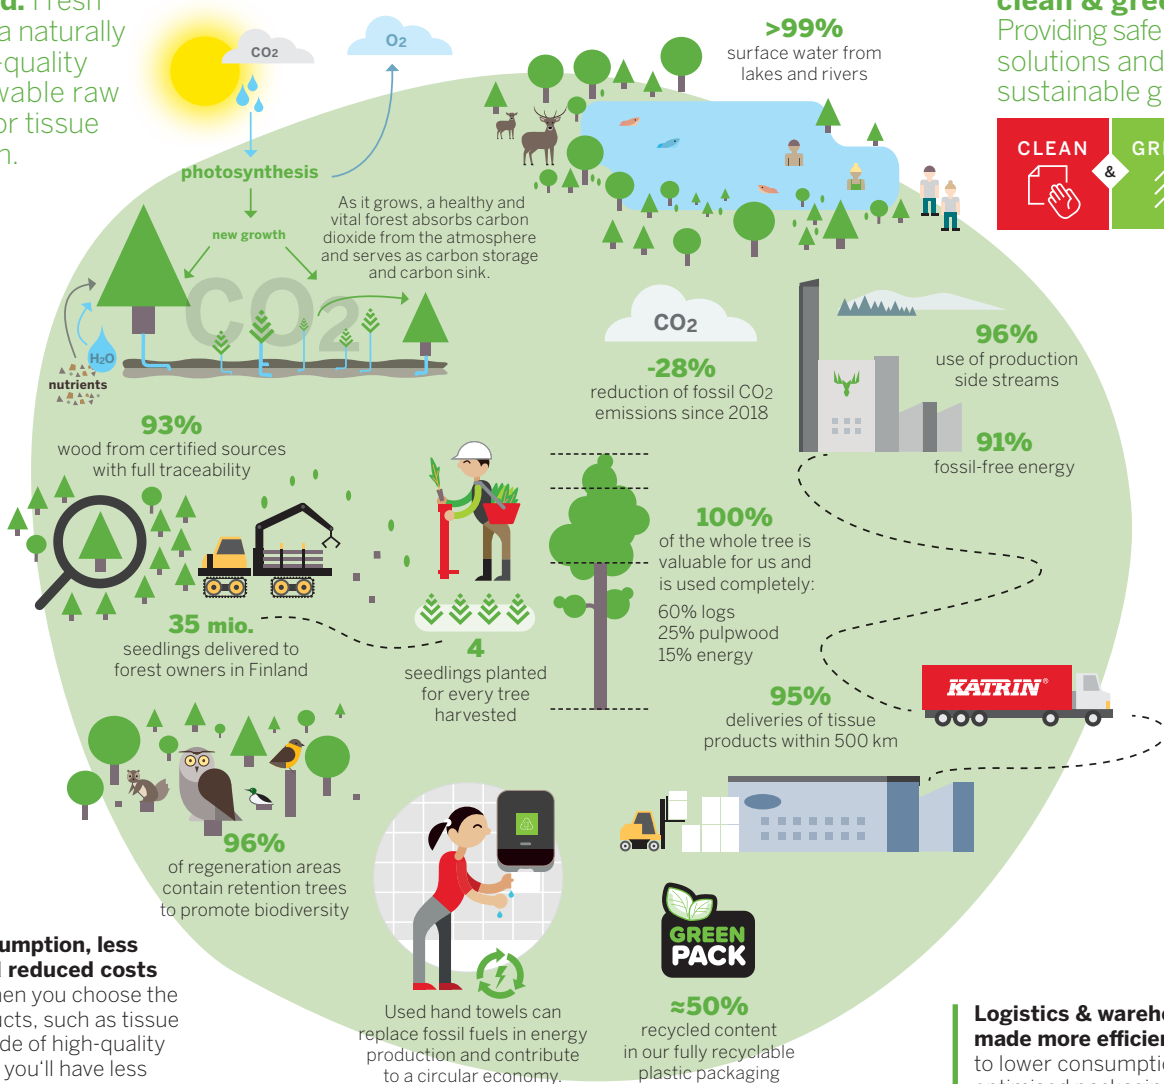 d. Fresh
a naturally
-quality
wable raw
or tissue
n.
CO2
O2
photosynthesis
new growth
As it grows, a healthy and
vital forest absorbs carbon
dioxide from the atmosphere
and serves as carbon storage
and carbon sink.
CO2
H2O
nutrients
>99%
surface water from
lakes and rivers
clean & gree
Providing safe
solutions and
sustainable g
CLEAN
&
GR
CO2
-28%
reduction of fossil CO2
emissions since 2018
96%
use of production
side streams
91%
fossil-free energy
93%
wood from certified sources
with full traceability
35 mio.
seedlings delivered to
forest owners in Finland
4
seedlings planted
for every tree
harvested
100%
of the whole tree is
valuable for us and
is used completely:
60% logs
25% pulpwood
15% energy
KATRIN®
95%
deliveries of tissue
products within 500 km
96%
of regeneration areas
contain retention trees
to promote biodiversity
Used hand towels can
replace fossil fuels in energy
production and contribute
to a circular economy.
GREEN
PACK
≈50%
recycled content
in our fully recyclable
plastic packaging
umption, less
d reduced costs
hen you choose the
ucts, such as tissue
de of high-quality
you‘ll have less
Logistics & wareho
made more efficien
to lower consumptio